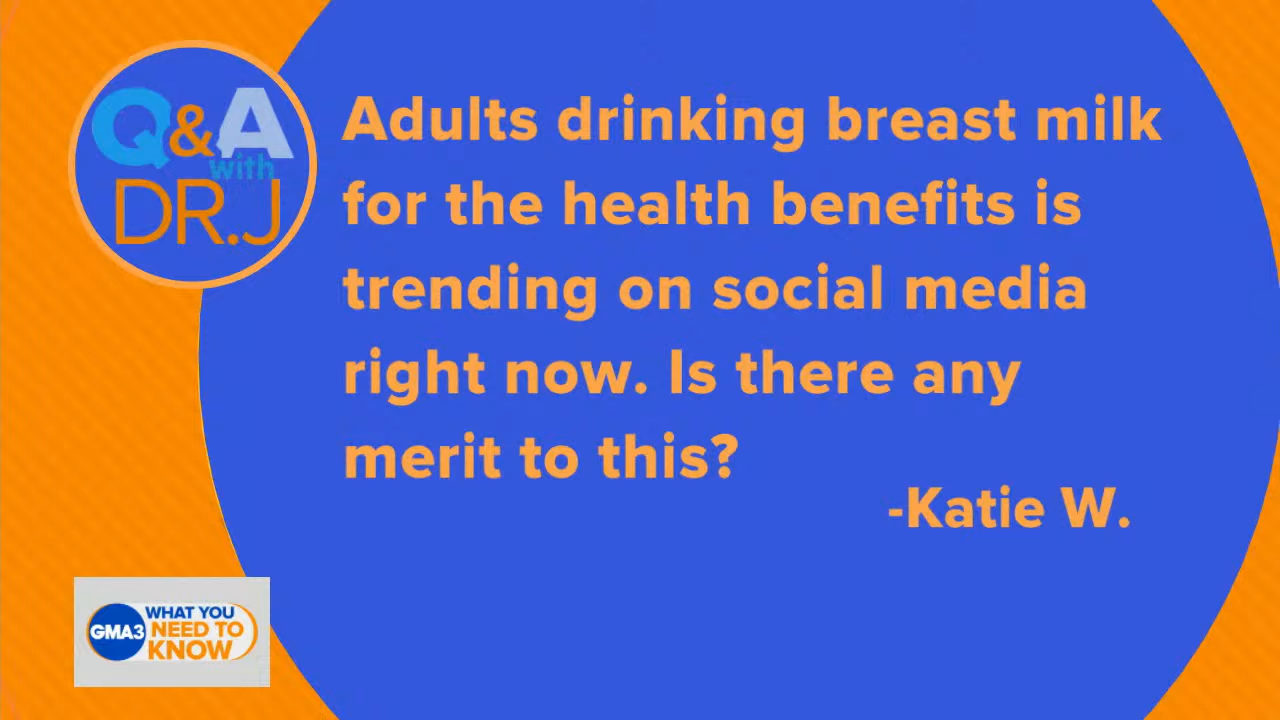 Q&A
with
DR.J
Adults drinking breast milk
for the health benefits is
trending on social media
right now. Is there any
merit to this?
-Katie W.
GMA3
WHAT YOU
NEED TO
KNOW